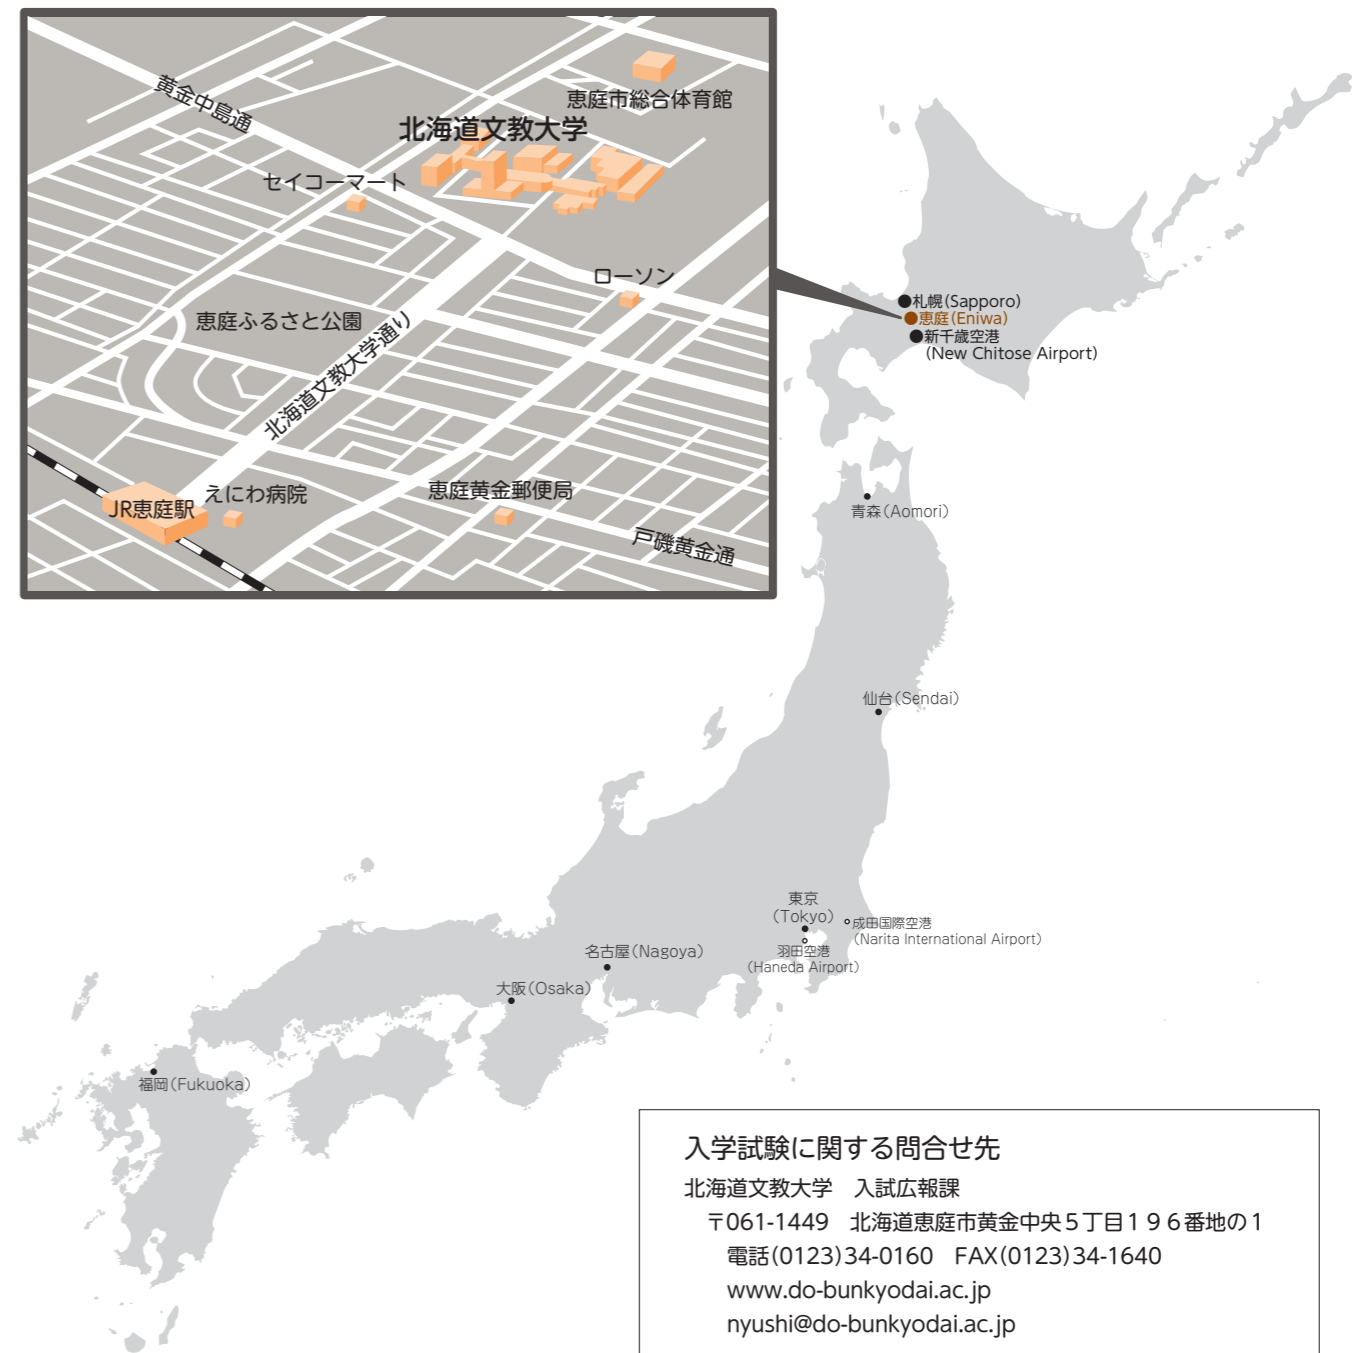 黄金中島通
恵庭市総合体育館
北海道文教大学
セイコーマート
ローソン
恵庭ふるさと公園
北海道文教大学通り
JR恵庭駅
えにわ病院
恵庭黄金郵便局
戸磯黄金通
札幌(Sapporo)
恵庭(Eniwa)
新千歳空港
(New Chitose Airport)
青森(Aomori)
仙台(Sendai)
東京
(Tokyo)
成田国際空港
(Narita International Airport)
羽田空港
(Haneda Airport)
名古屋(Nagoya)
大阪(Osaka)
福岡(Fukuoka)
入学試験に関する問合せ先
北海道文教大学　入試広報課
〒061-1449　北海道恵庭市黄金中央５丁目１９６番地の１
電話(0123)34-0160　FAX(0123)34-1640
www.do-bunkyodai.ac.jp
nyushi@do-bunkyodai.ac.jp